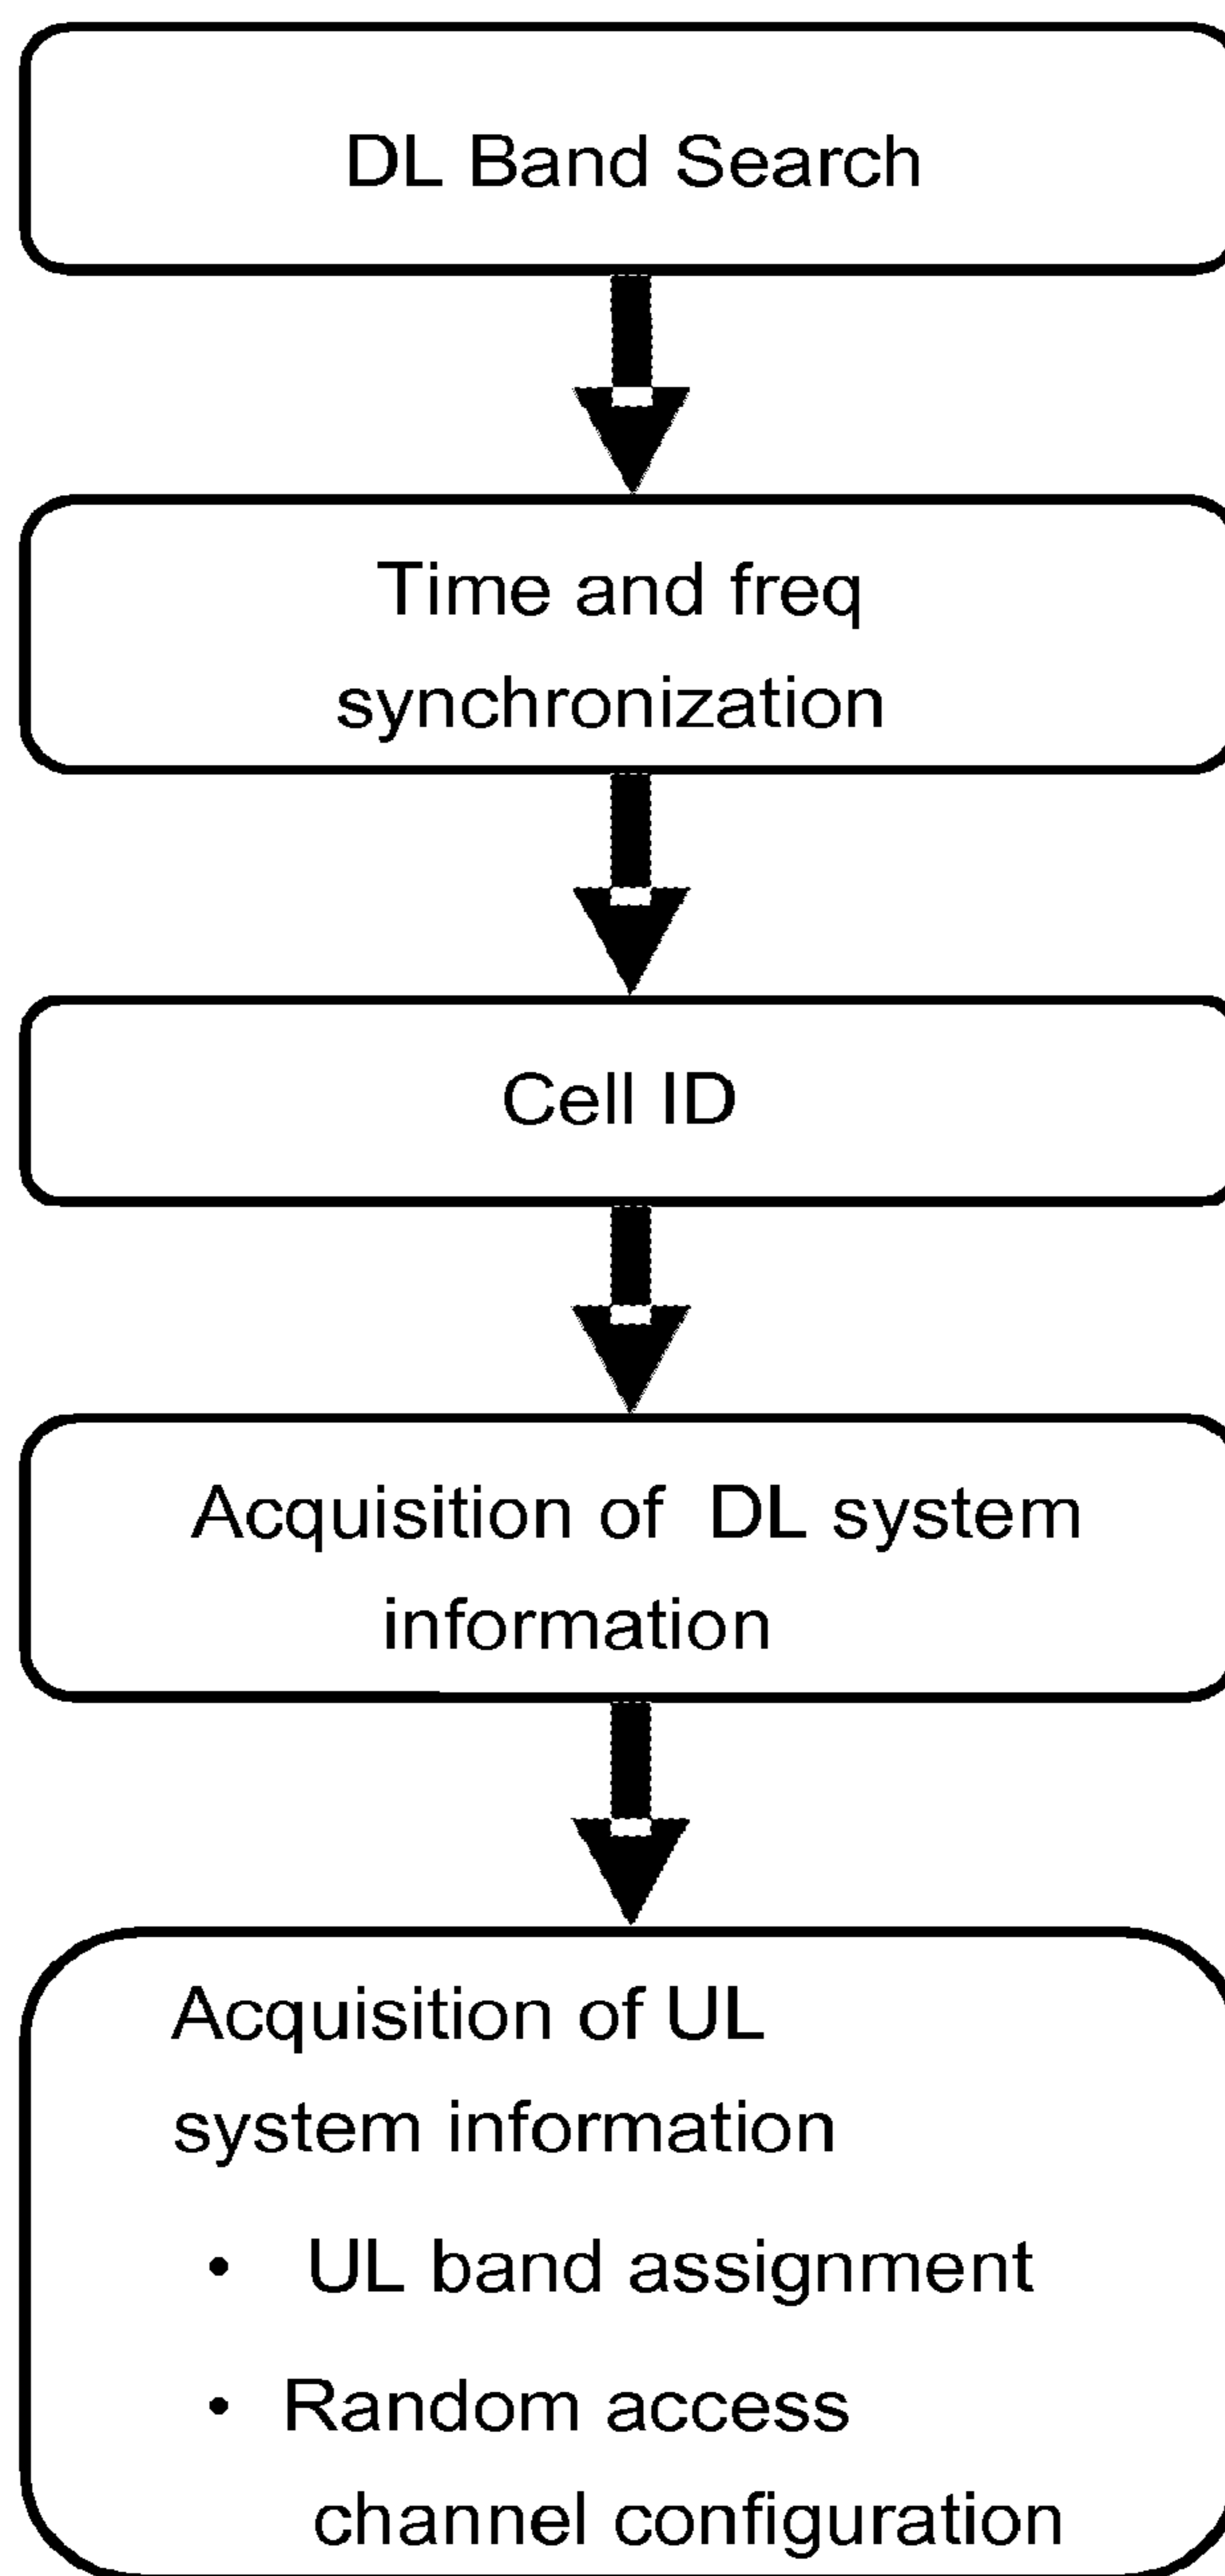 DL Band Search
Time and freq
synchronization
Cell ID
Acquisition of DL system
information
Acquisition of UL
system information
• UL band assignment
• Random access
channel configuration